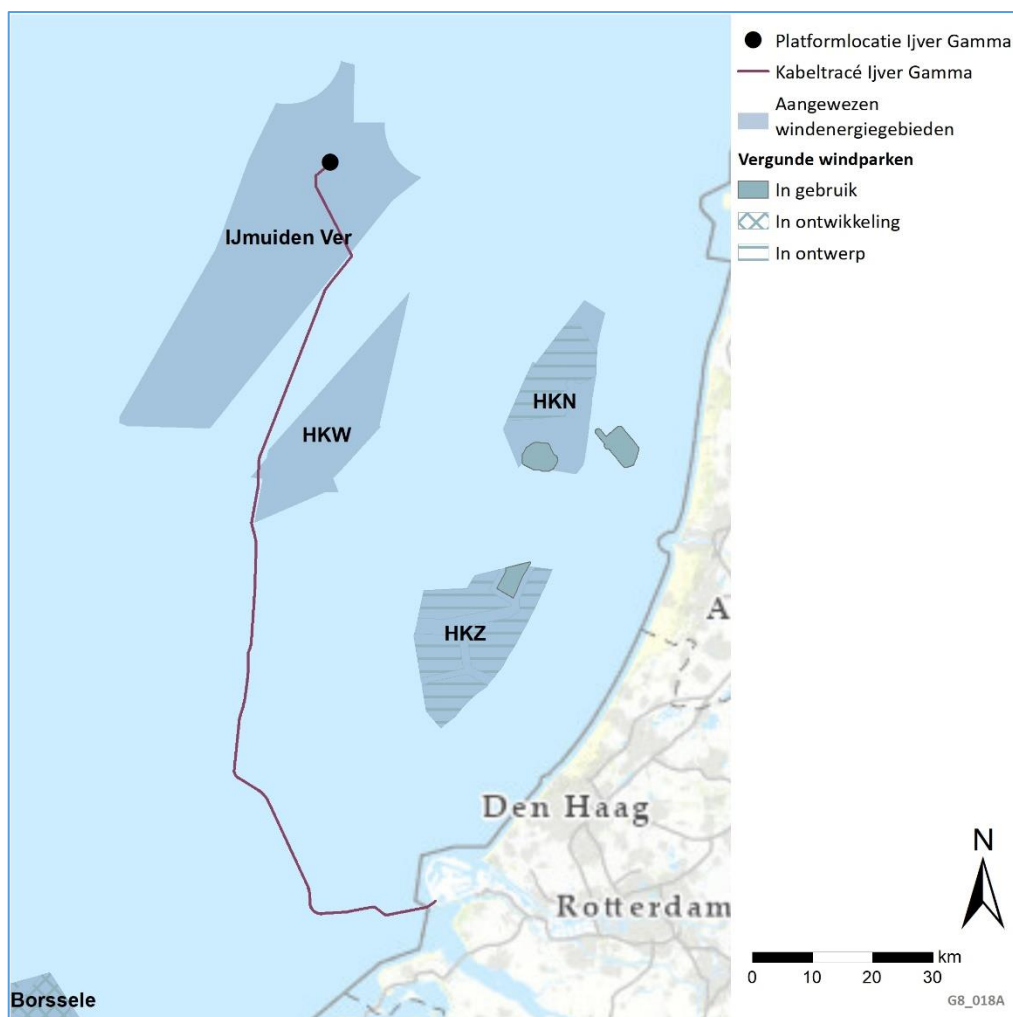 Platformlocatie Ijver Gamma
Kabeltracé Ijver Gamma
Aangewezen
windenergiegebieden
Vergunde windparken
In gebruik
In ontwikkeling
In ontwerp
IJmuiden Ver
HKW
HKN
HKZ
A
Den Haag
Rotterdam
Borssele
N
km
0 10 20 30
G8_018A